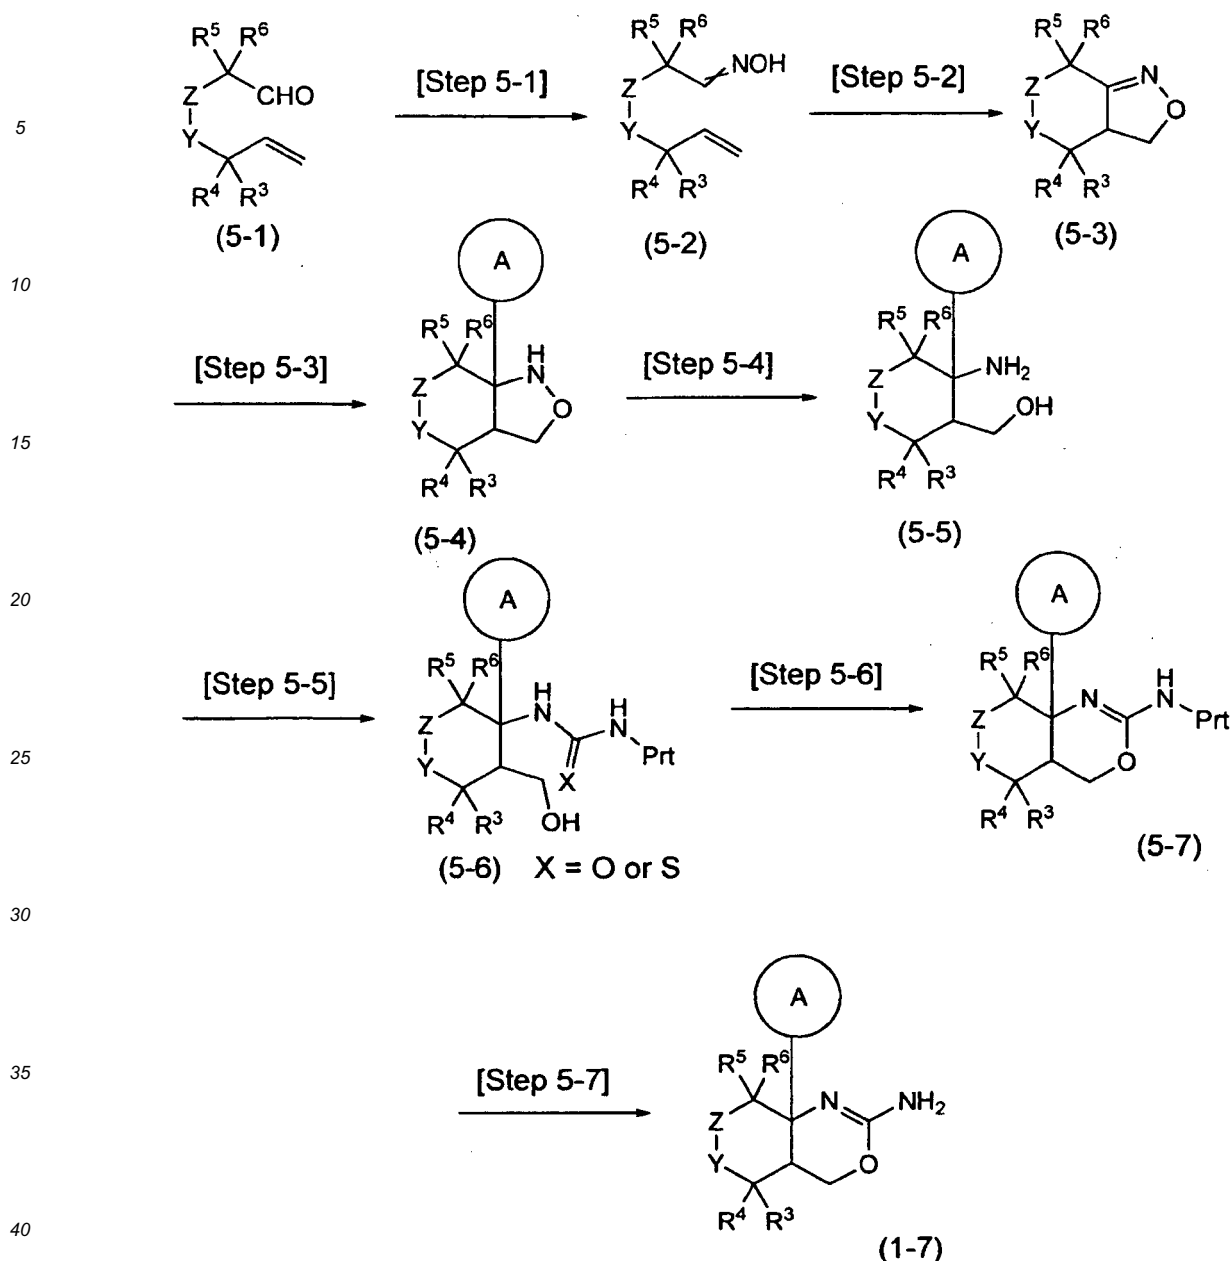 R⁵ R⁶
Z
CHO
Y
R⁴ R³
(5-1)
[Step 5-1]
R⁵ R⁶
NOH
Z
Y
R⁴ R³
(5-2)
[Step 5-2]
R⁵ R⁶
N
Z
O
Y
R⁴ R³
(5-3)
5
10
[Step 5-3]
A
R⁵ R⁶
H
N
Z
O
Y
R⁴ R³
(5-4)
[Step 5-4]
A
R⁵ R⁶
NH₂
Z
OH
Y
R⁴ R³
(5-5)
15
20
[Step 5-5]
A
R⁵ R⁶
H
N
H
N
Z
Prt
Y
X
R⁴ R³
OH
(5-6) X = O or S
[Step 5-6]
A
R⁵ R⁶
N
H
N
Prt
Z
O
Y
R⁴ R³
(5-7)
25
30
[Step 5-7]
A
R⁵ R⁶
N
NH₂
Z
O
Y
R⁴ R³
(1-7)
35
40